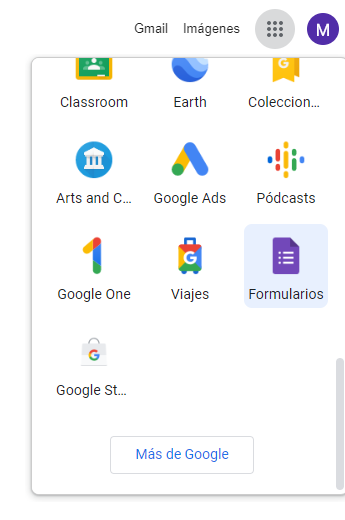 Gmail Imágenes M
Classroom Earth Coleccion...
Arts and C... Google Ads Pódcasts
Google One Viajes Formularios
Google St...
Más de Google